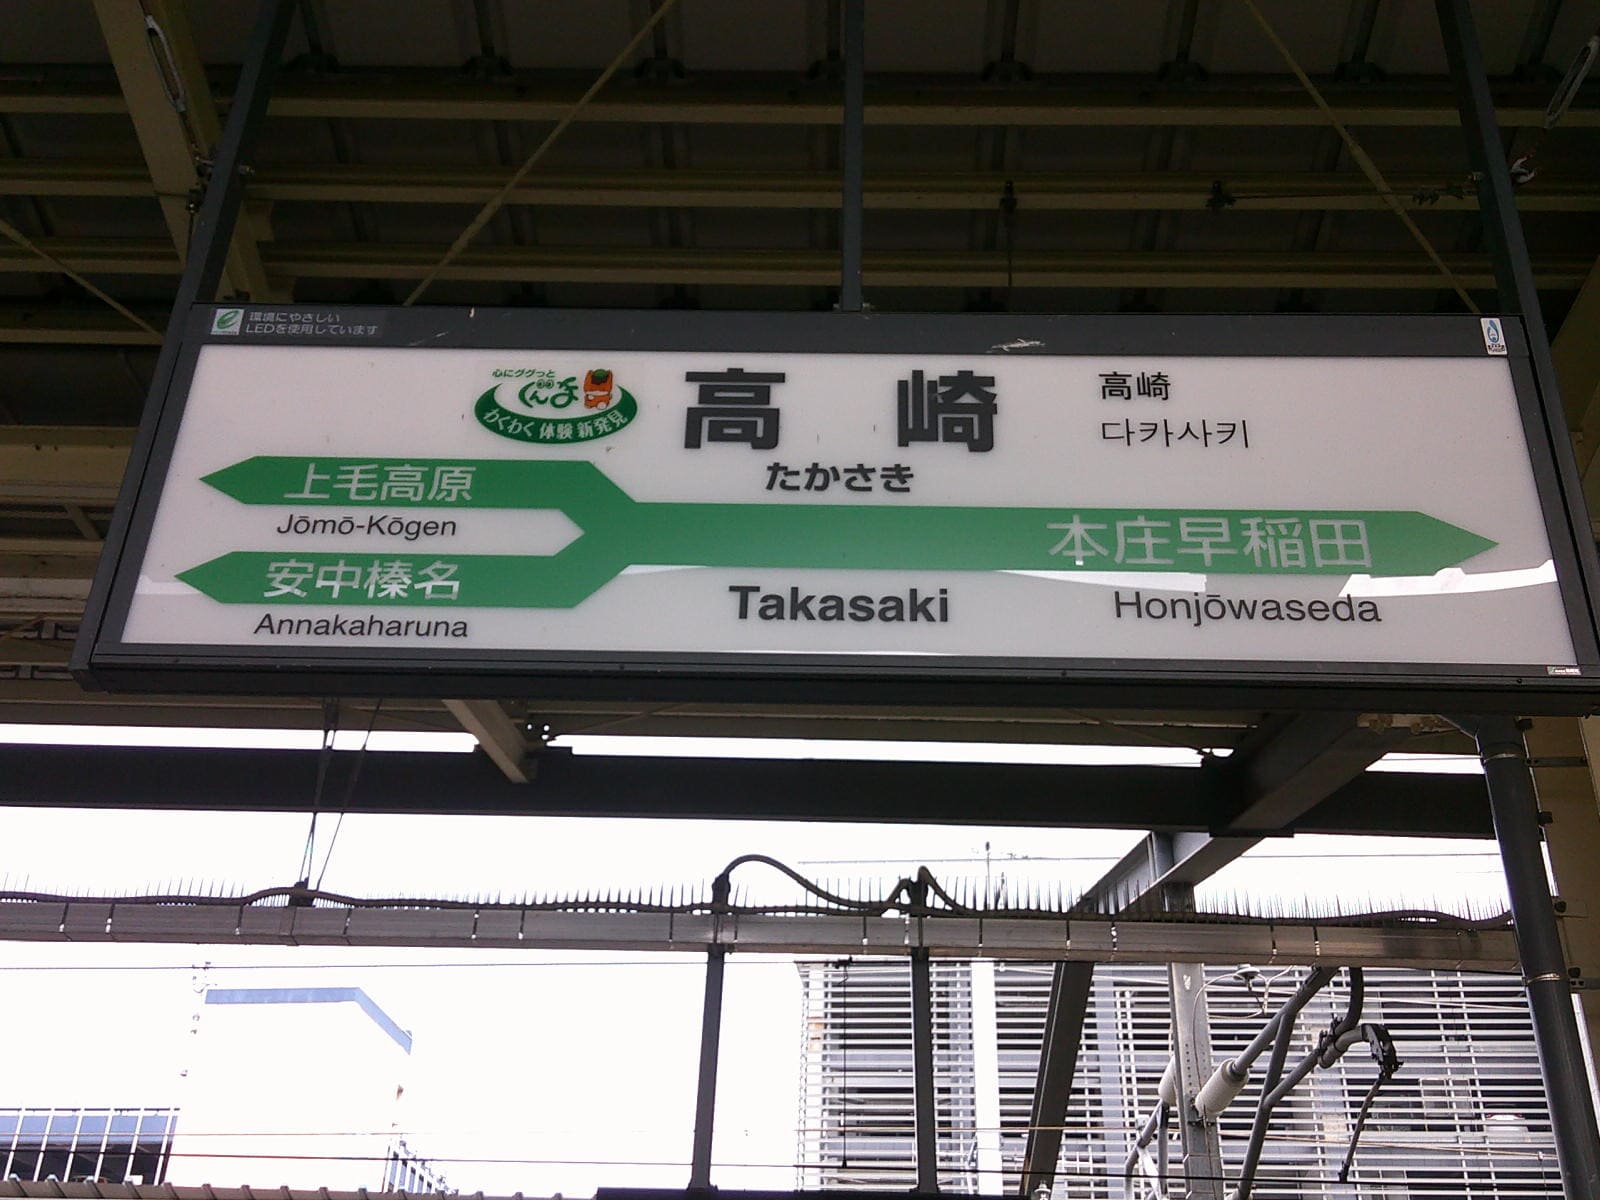 環境にやさしい
LEDを使用しています
心にググっと
ぐんま
わくわく 体験 新発見
高崎
たかさき
高崎
다카사키
上毛高原
Jōmō-Kōgen
安中榛名
Annakaharuna
本庄早稲田
Takasaki
Honjōwaseda